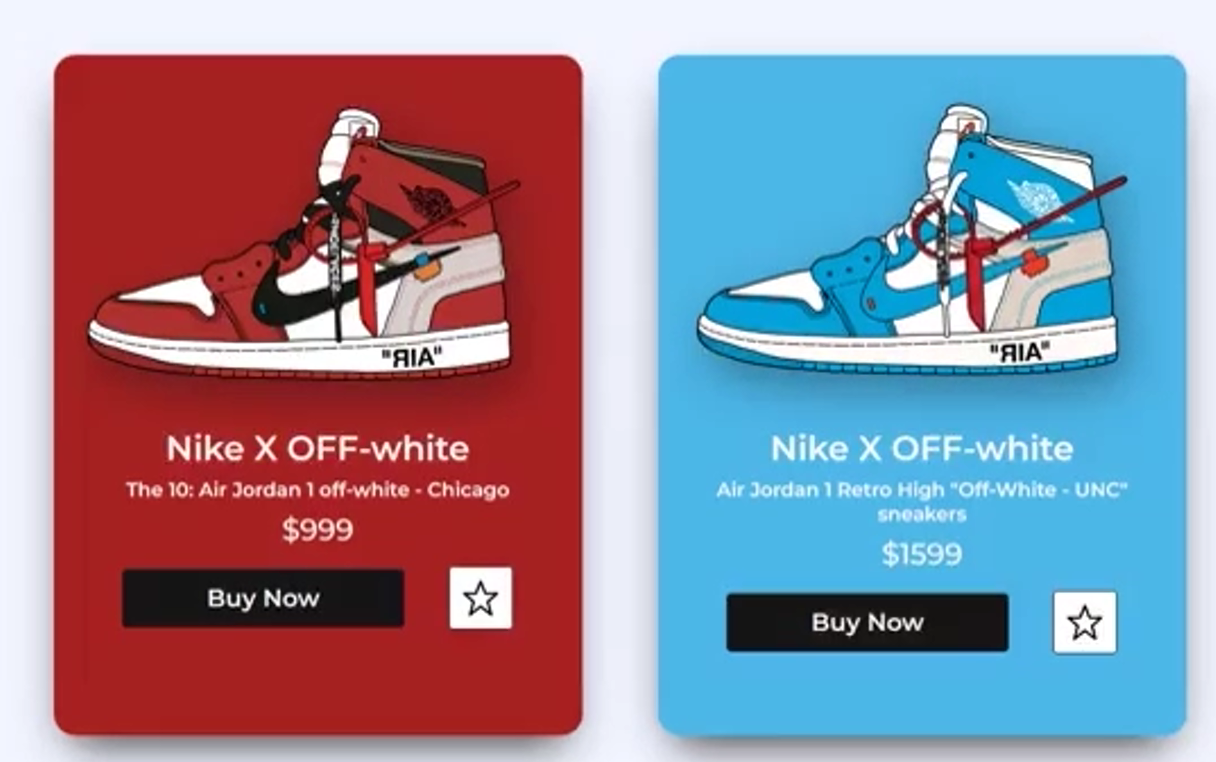 "ЯIA"
Nike X OFF-white
The 10: Air Jordan 1 off-white - Chicago
$999
Buy Now
"ЯIA"
Nike X OFF-white
Air Jordan 1 Retro High "Off-White - UNC"
sneakers
$1599
Buy Now